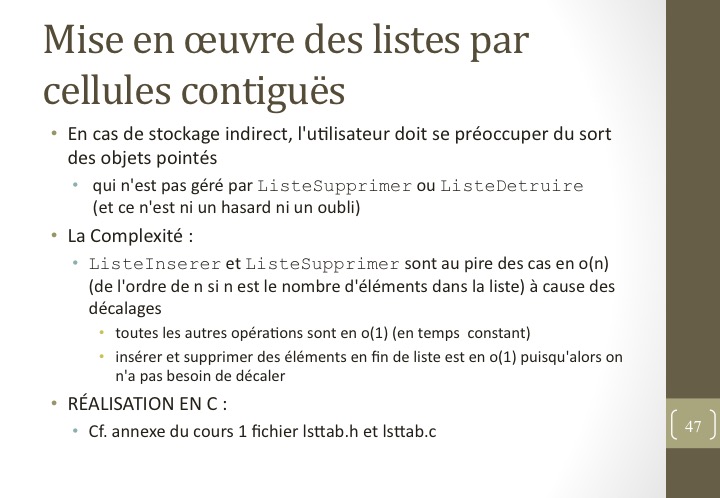 Mise en œuvre des listes par
cellules contiguës
• En cas de stockage indirect, l'utilisateur doit se préoccuper du sort
des objets pointés
• qui n'est pas géré par ListeSupprimer ou ListeDetruire
(et ce n'est ni un hasard ni un oubli)
• La Complexité :
• ListeInserer et ListeSupprimer sont au pire des cas en o(n)
(de l'ordre de n si n est le nombre d'éléments dans la liste) à cause des
décalages
• toutes les autres opérations sont en o(1) (en temps constant)
• insérer et supprimer des éléments en fin de liste est en o(1) puisqu'alors on
n'a pas besoin de décaler
• RÉALISATION EN C :
• Cf. annexe du cours 1 fichier lsttab.h et lsttab.c
47